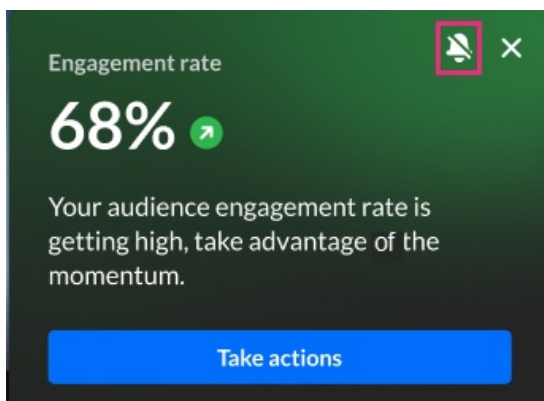 Engagement rate
68%
Your audience engagement rate is
getting high, take advantage of the
momentum.
Take actions